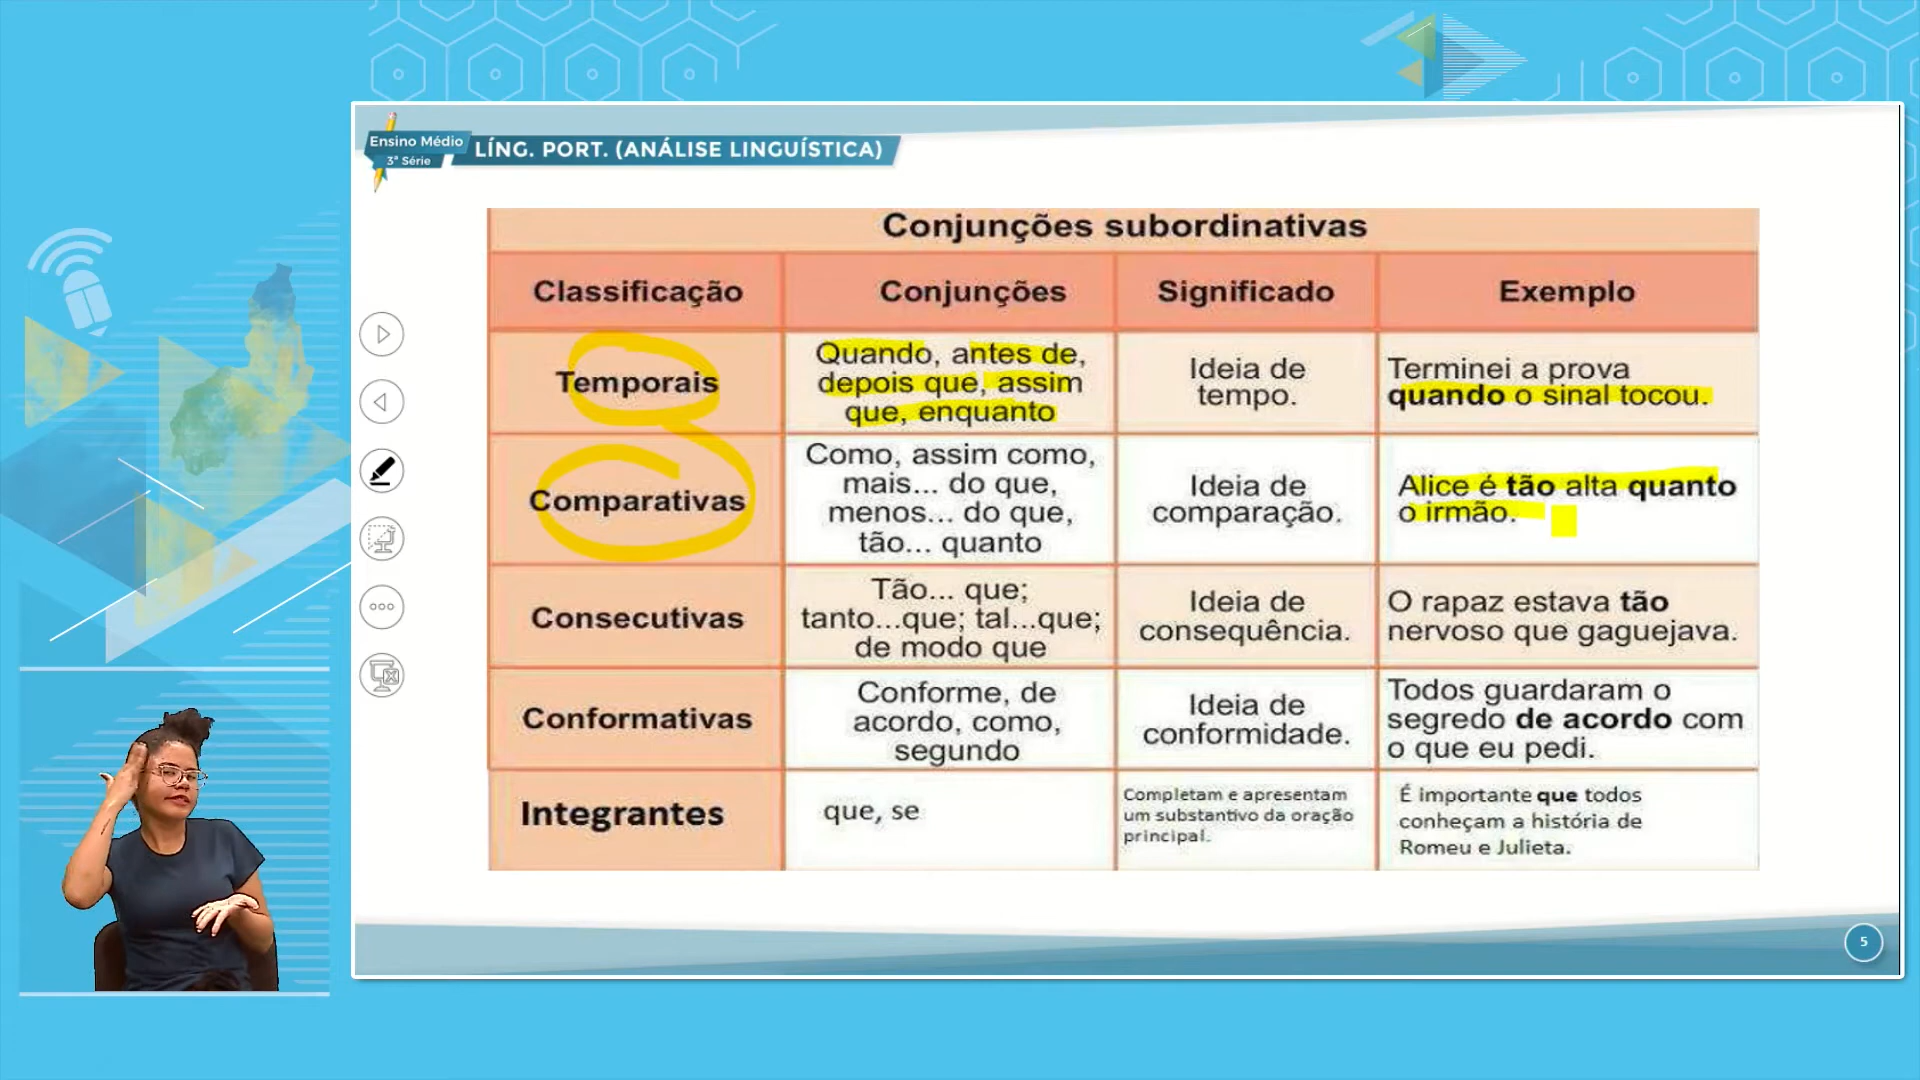 Ensino Médio
3ª Série
LÍNG. PORT. (ANÁLISE LINGUÍSTICA)
Conjunções subordinativas
Classificação
Conjunções
Significado
Exemplo
Temporais
Quando, antes de,
depois que, assim
que, enquanto
Ideia de
tempo.
Terminei a prova
quando o sinal tocou.
Comparativas
Como, assim como,
mais... do que,
menos... do que,
tão... quanto
Ideia de
comparação.
Alice é tão alta quanto
o irmão.
Consecutivas
Tão... que;
tanto...que; tal...que;
de modo que
Ideia de
consequência.
O rapaz estava tão
nervoso que gaguejava.
Conformativas
Conforme, de
acordo, como,
segundo
Ideia de
conformidade.
Todos guardaram o
segredo de acordo com
o que eu pedi.
Integrantes
que, se
Completam e apresentam
um substantivo da oração
principal.
É importante que todos
conheçam a história de
Romeu e Julieta.
5